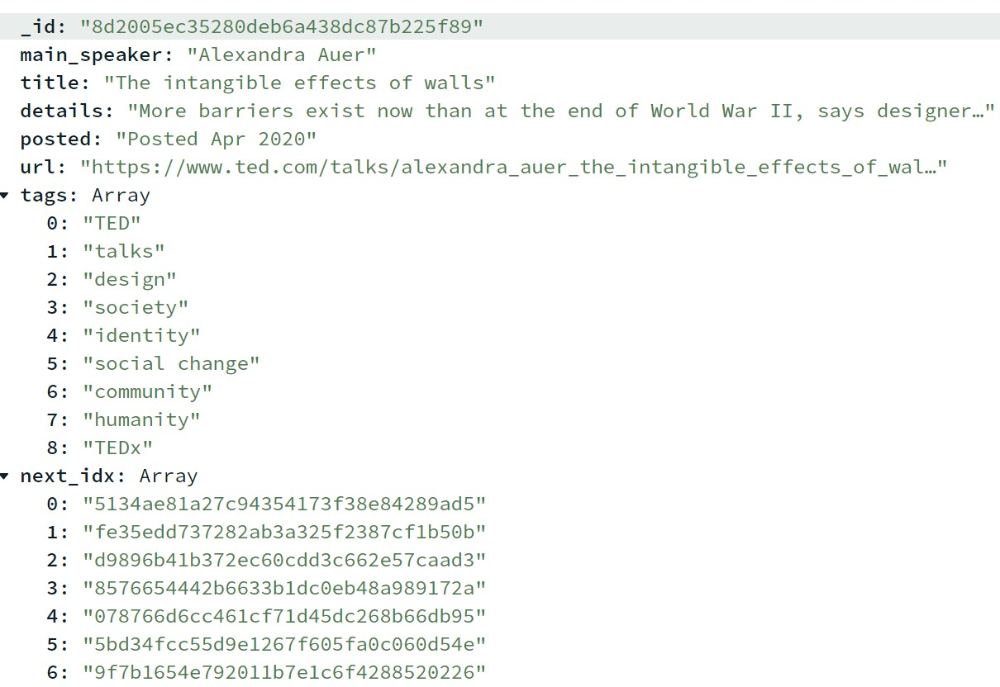 _id: "8d2005ec35280deb6a438dc87b225f89"
main_speaker: "Alexandra Auer"
title: "The intangible effects of walls"
details: "More barriers exist now than at the end of World War II, says designer…"
posted: "Posted Apr 2020"
url: "https://www.ted.com/talks/alexandra_auer_the_intangible_effects_of_wal…"
tags: Array
0: "TED"
1: "talks"
2: "design"
3: "society"
4: "identity"
5: "social change"
6: "community"
7: "humanity"
8: "TEDx"
next_idx: Array
0: "5134ae81a27c94354173f38e84289ad5"
1: "fe35edd737282ab3a325f2387cf1b50b"
2: "d9896b41b372ec60cdd3c662e57caad3"
3: "8576654442b6633b1dc0eb48a989172a"
4: "078766d6cc461cf71d45dc268b66db95"
5: "5bd34fcc55d9e1267f605fa0c060d54e"
6: "9f7b1654e792011b7e1c6f4288520226"